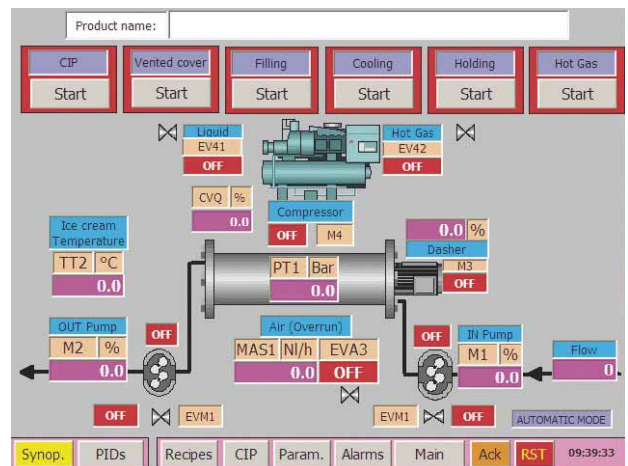 Product name:
CIP Vented cover Filling Cooling Holding Hot Gas
Start Start Start Start Start Start
Liquid Hot Gas
EV41 EV42
OFF OFF
CVQ %
0.0
Compressor
OFF M4
Ice cream
Temperature
TT2 °C
0.0
0.0 %
Dasher
M3
OFF
PT1 Bar
0.0
OUT Pump
M2 %
0.0
OFF
Air (Overrun)
MAS1 Nl/h EVA3
0.0 OFF
OFF
IN Pump
M1 %
0.0
Flow
0
OFF EVM1 EVM1 OFF
AUTOMATIC MODE
Synop. PIDs Recipes CIP Param. Alarms Main Ack RST 09:39:33